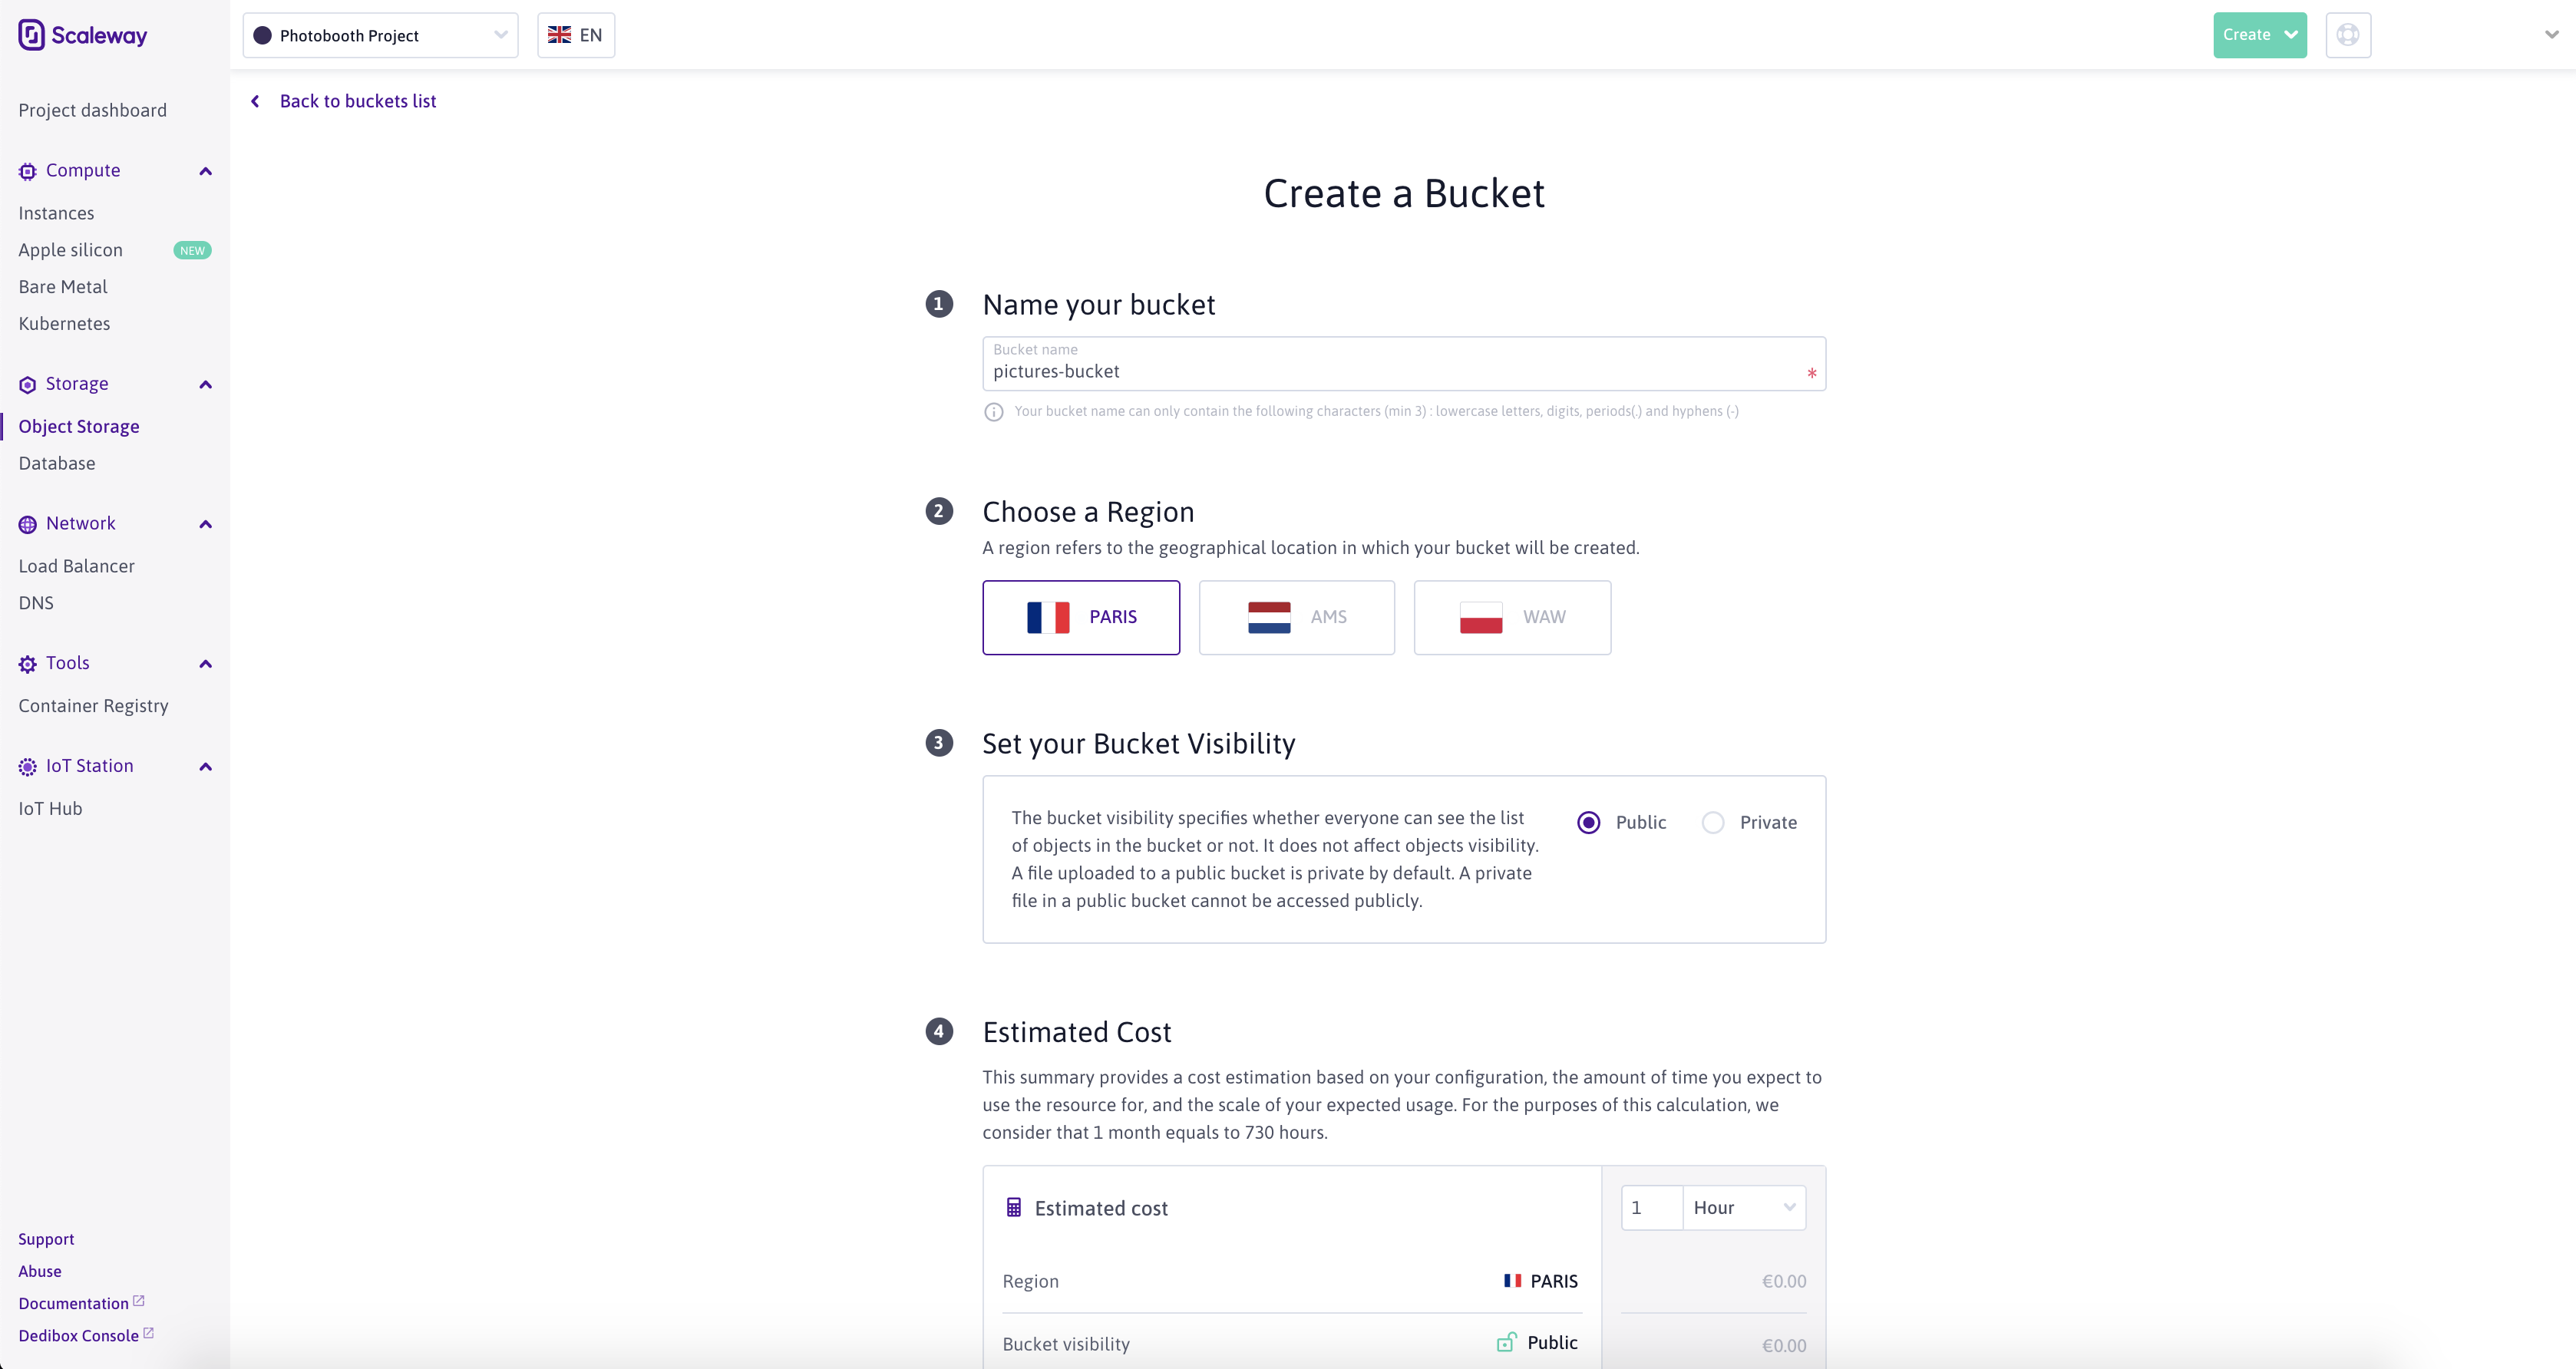 Scaleway
Photobooth Project
EN
Create
Project dashboard
Compute
Instances
Apple silicon NEW
Bare Metal
Kubernetes
Storage
Object Storage
Database
Network
Load Balancer
DNS
Tools
Container Registry
IoT Station
IoT Hub
Support
Abuse
Documentation
Dedibox Console
Back to buckets list
Create a Bucket
1 Name your bucket
Bucket name
pictures-bucket *
Your bucket name can only contain the following characters (min 3) : lowercase letters, digits, periods(.) and hyphens (-)
2 Choose a Region
A region refers to the geographical location in which your bucket will be created.
PARIS AMS WAW
3 Set your Bucket Visibility
The bucket visibility specifies whether everyone can see the list
of objects in the bucket or not. It does not affect objects visibility.
A file uploaded to a public bucket is private by default. A private
file in a public bucket cannot be accessed publicly.
Public Private
4 Estimated Cost
This summary provides a cost estimation based on your configuration, the amount of time you expect to
use the resource for, and the scale of your expected usage. For the purposes of this calculation, we
consider that 1 month equals to 730 hours.
Estimated cost 1 Hour
Region PARIS €0.00
Bucket visibility Public €0.00